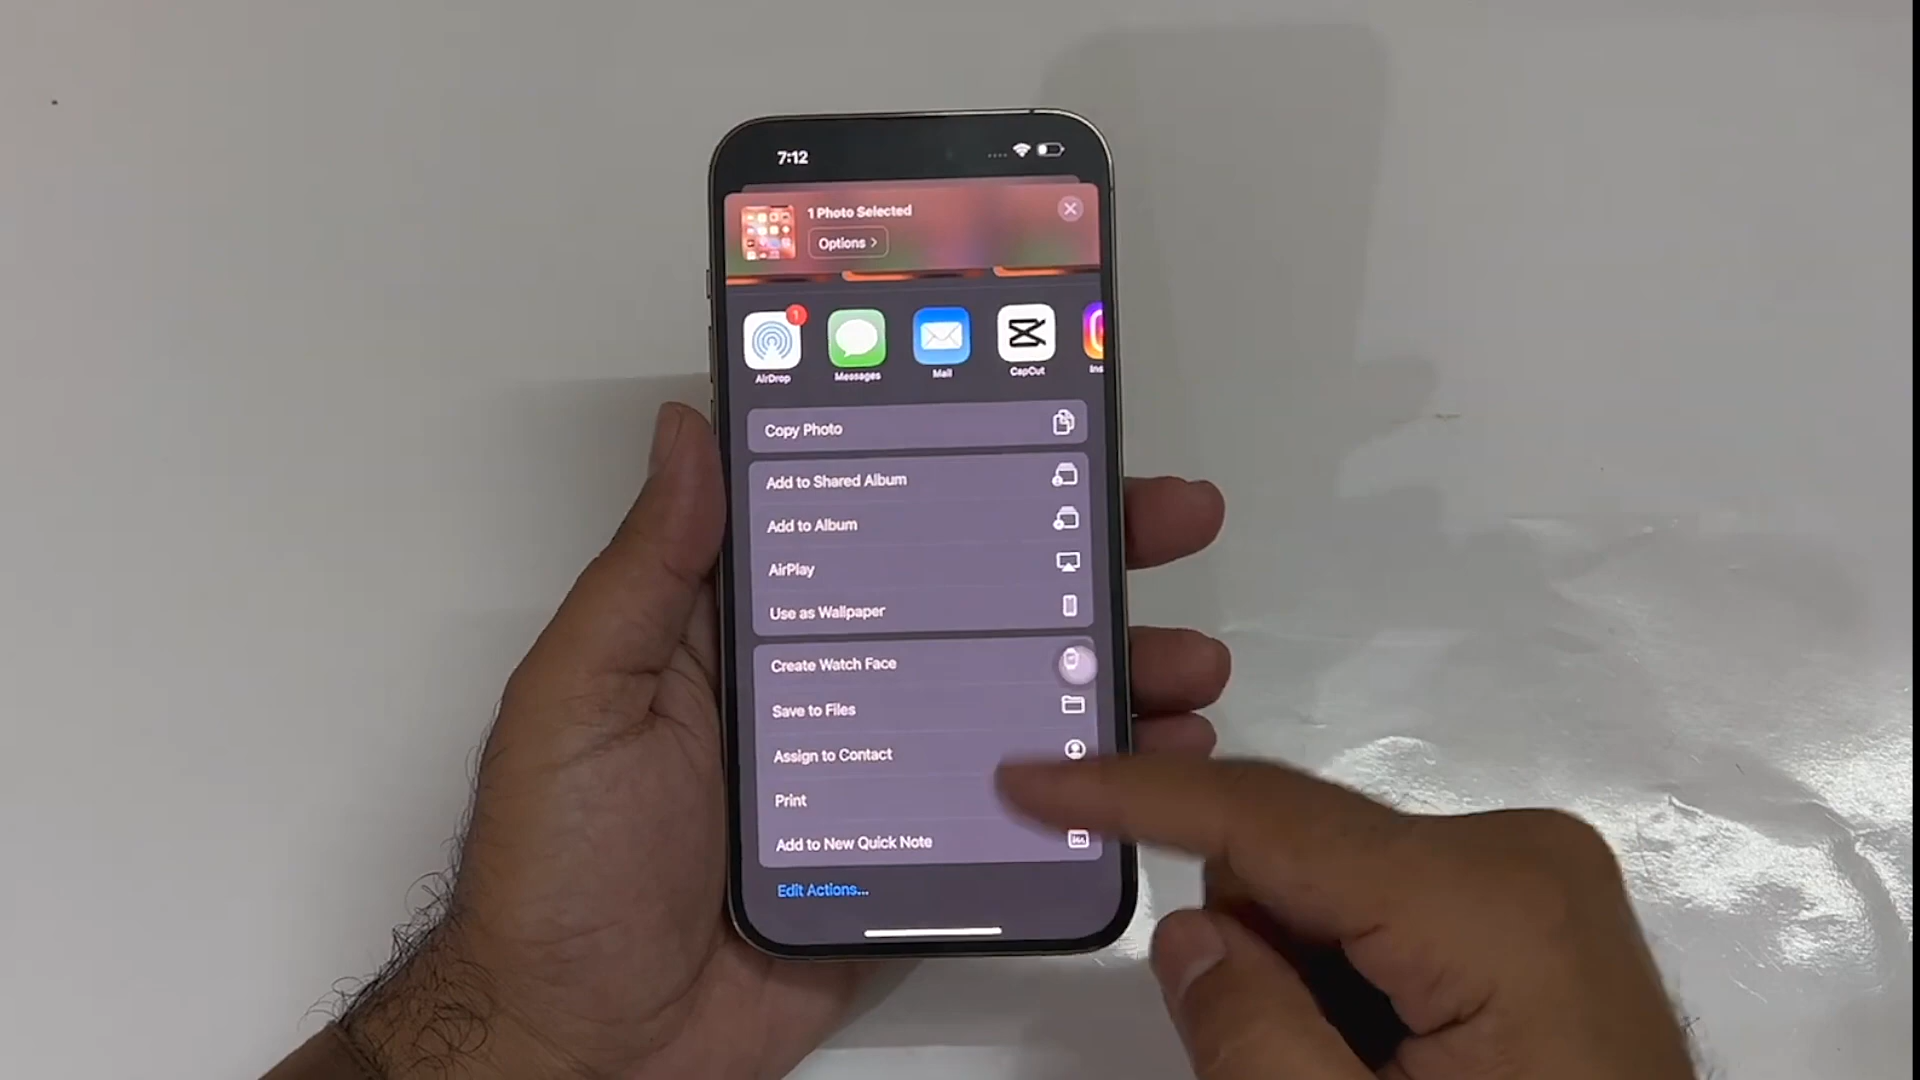 7:12
1 Photo Selected
Options >
1
AirDrop
Messages
Mail
CapCut
Ins
Copy Photo
Add to Shared Album
Add to Album
AirPlay
Use as Wallpaper
Create Watch Face
Save to Files
Assign to Contact
Print
Add to New Quick Note
Edit Actions...